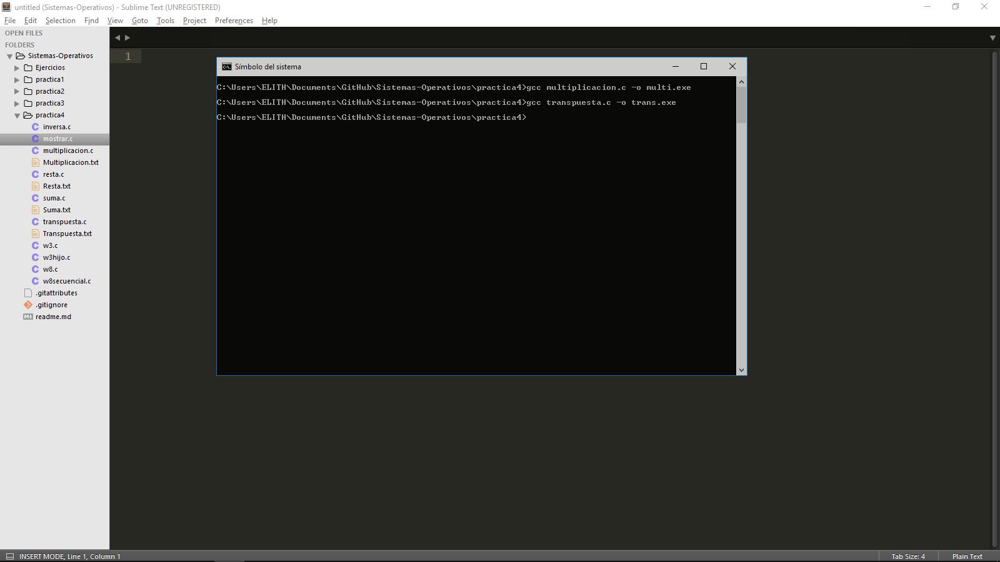 untitled (Sistemas-Operativos) - Sublime Text (UNREGISTERED)
File Edit Selection Find View Goto Tools Project Preferences Help
OPEN FILES
FOLDERS
Sistemas-Operativos
Ejercicios
practica1
practica2
practica3
practica4
inversa.c
mostrar.c
multiplicacion.c
Multiplicacion.txt
resta.c
Resta.txt
suma.c
Suma.txt
transpuesta.c
Transpuesta.txt
w3.c
w3hijo.c
w8.c
w8secuencial.c
.gitattributes
.gitignore
readme.md
1
Símbolo del sistema
C:\Users\ELITH\Documents\GitHub\Sistemas-Operativos\practica4>gcc multiplicacion.c -o multi.exe
C:\Users\ELITH\Documents\GitHub\Sistemas-Operativos\practica4>gcc transpuesta.c -o trans.exe
C:\Users\ELITH\Documents\GitHub\Sistemas-Operativos\practica4>
INSERT MODE, Line 1, Column 1
Tab Size: 4
Plain Text